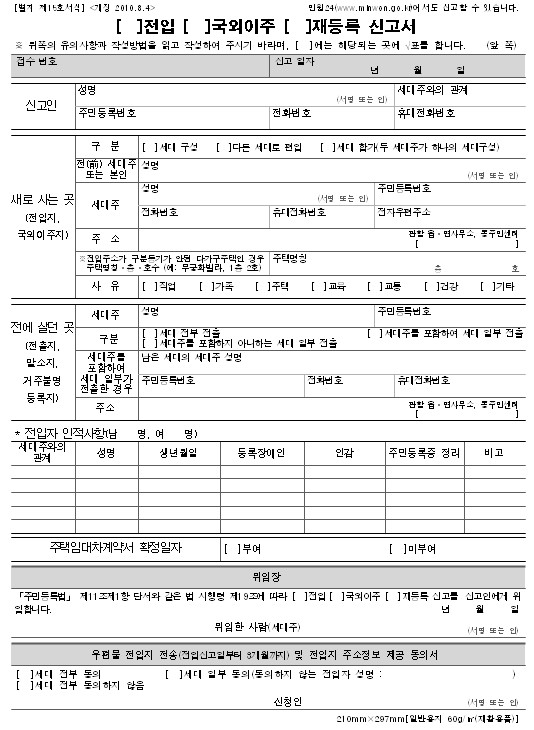 [별지 제15호서식] <개정 2010.8.4> 민원24(www.minwon.go.kr)에서도 신고할 수 있습니다.
[ ]전입 [ ]국외이주 [ ]재등록 신고서
※ 뒤쪽의 유의사항과 작성방법을 읽고 작성하여 주시기 바라며, [ ]에는 해당되는 곳에 √표를 합니다. (앞 쪽)
접수 번호 신고 일자
년 월 일
신고인 성명 (서명 또는 인) 세대주와의 관계
주민등록번호 전화번호 휴대전화번호
새로 사는 곳
(전입지,
국외이주지)
구 분 [ ]세대 구성 [ ]다른 세대로 편입 [ ]세대 합가(두 세대주가 하나의 세대구성)
전(前) 세대주
또는 본인 성명 (서명 또는 인)
세대주 성명 (서명 또는 인) 주민등록번호
전화번호 휴대전화번호 전자우편주소
주 소 관할 읍·면사무소, 동주민센터
[ ]
※전입주소가 구분등기가 안된 다가구주택인 경우
주택명칭·층·호수 (예: 무궁화빌라, 1층 2호) 주택명칭 층 호
사 유 [ ]직업 [ ]가족 [ ]주택 [ ]교육 [ ]교통 [ ]건강 [ ]기타
전에 살던 곳
(전출지,
말소지,
거주불명
등록지)
세대주 성명 주민등록번호
구분 [ ]세대 전부 전출 [ ]세대주를 포함하여 세대 일부 전출
[ ]세대주를 포함하지 아니하는 세대 일부 전출
세대주를
포함하여
세대 일부가
전출한 경우
남은 세대의 세대주 성명
주민등록번호 전화번호 휴대전화번호
주소 관할 읍·면사무소, 동주민센터
[ ]
* 전입자 인적사항(남 명, 여 명)
세대주와의
관계 성명 생년월일 등록장애인 인감 주민등록증 정리 비고
주택임대차계약서 확정일자 [ ]부여 [ ]미부여
위임장
「주민등록법」 제11조제1항 단서와 같은 법 시행령 제19조에 따라 [ ]전입 [ ]국외이주 [ ]재등록 신고를 신고인에게 위
임합니다. 년 월 일
위임한 사람(세대주) (서명 또는 인)
우편물 전입지 전송(전입신고일부터 3개월까지) 및 전입지 주소정보 제공 동의서
[ ]세대 전부 동의 [ ]세대 일부 동의(동의하지 않는 전입자 성명 : )
[ ]세대 전부 동의하지 않음
신청인 (서명 또는 인)
210mm×297mm[일반용지 60g/㎡(재활용품)]